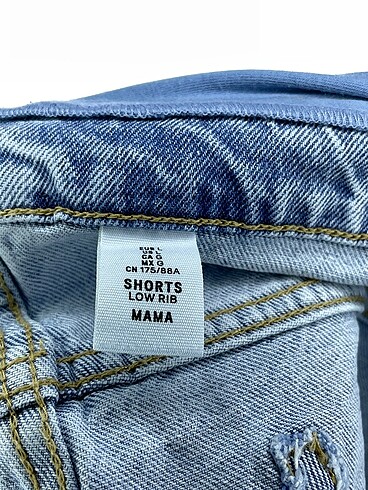 EUR L
US L
CA G
MX G
CN 175/88A
SHORTS
LOW RIB
MAMA